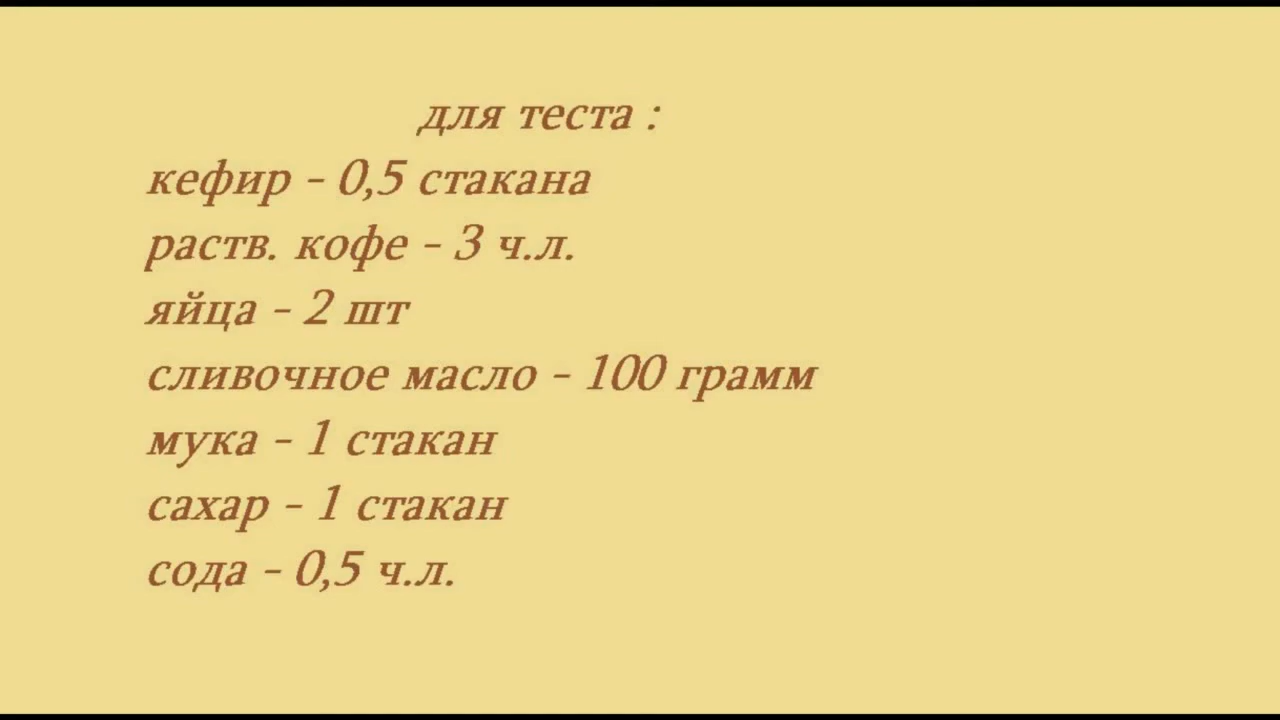 для теста :
кефир - 0,5 стакана
раств. кофе - 3 ч.л.
яйца - 2 шт
сливочное масло - 100 грамм
мука - 1 стакан
сахар - 1 стакан
сода - 0,5 ч.л.